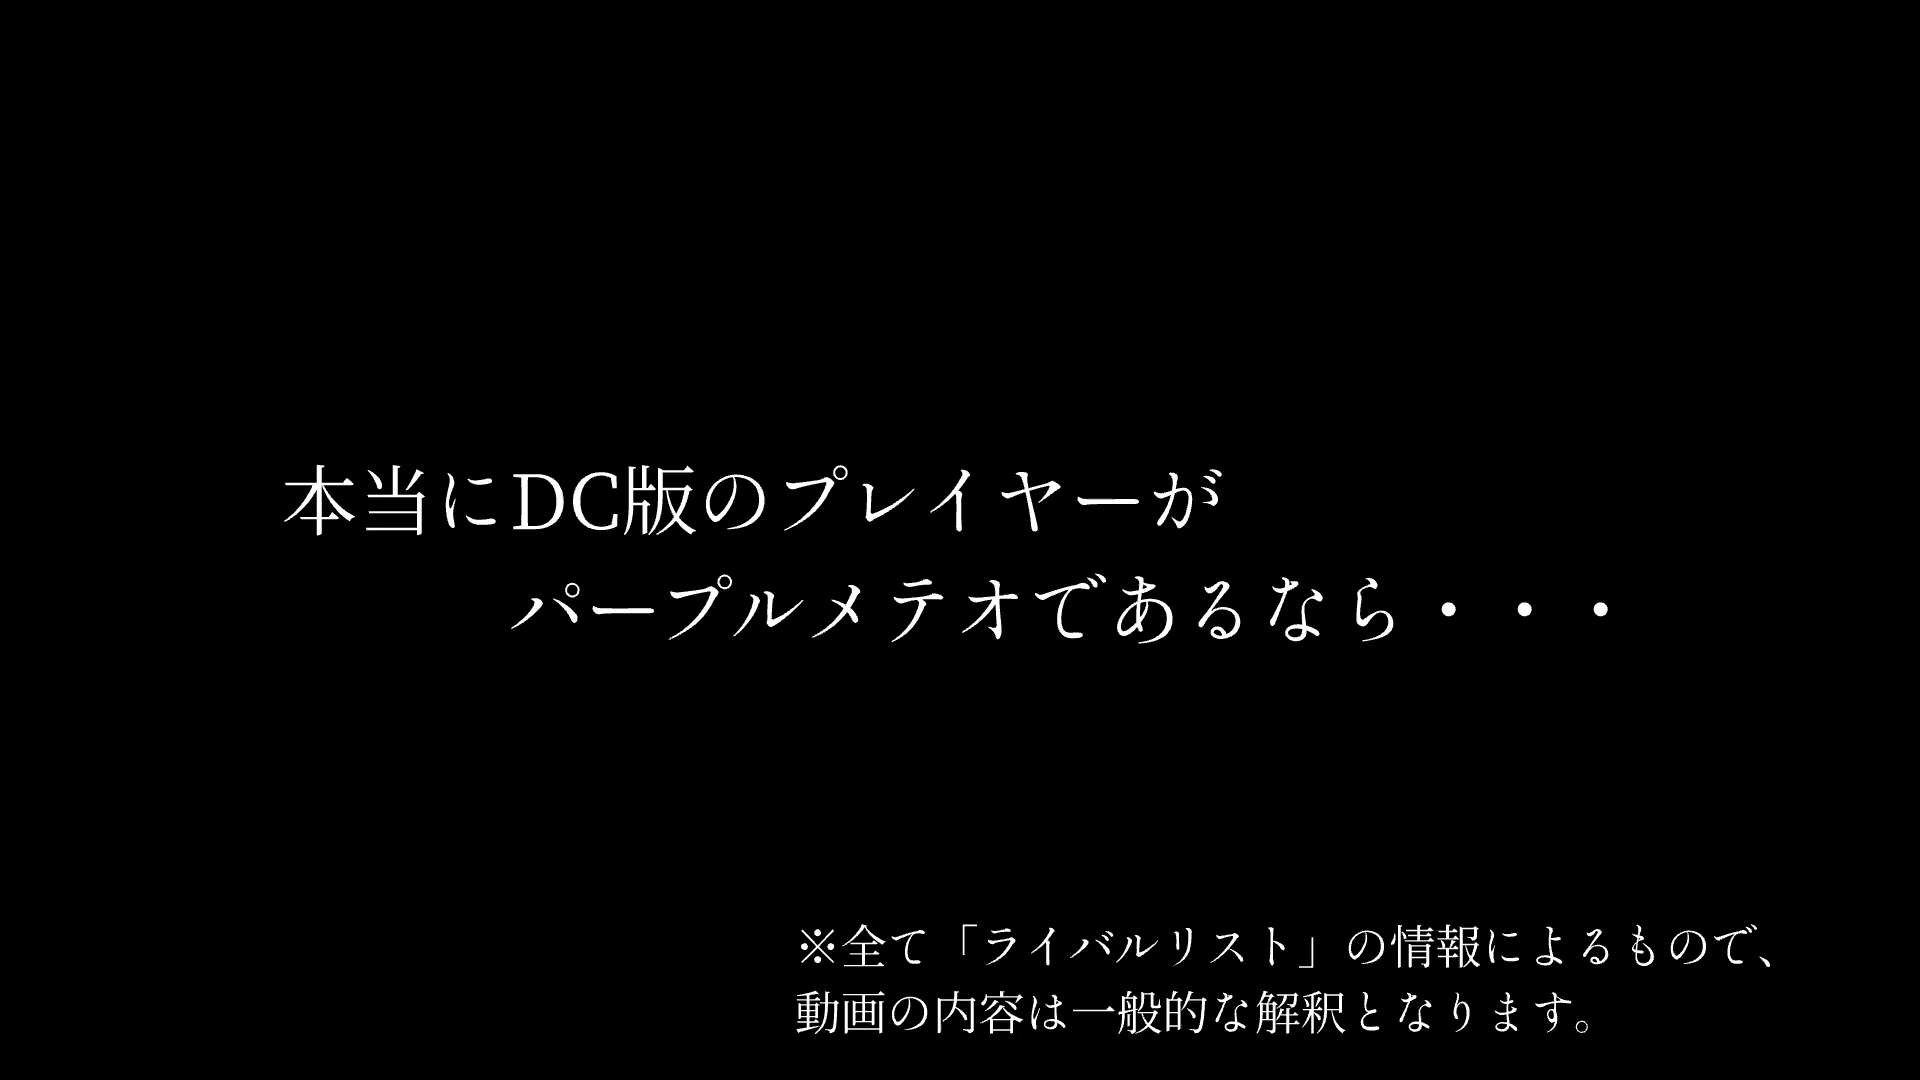 本当にDC版のプレイヤーが
パープルメテオであるなら・・・
※全て「ライバルリスト」の情報によるもので、
動画の内容は一般的な解釈となります。